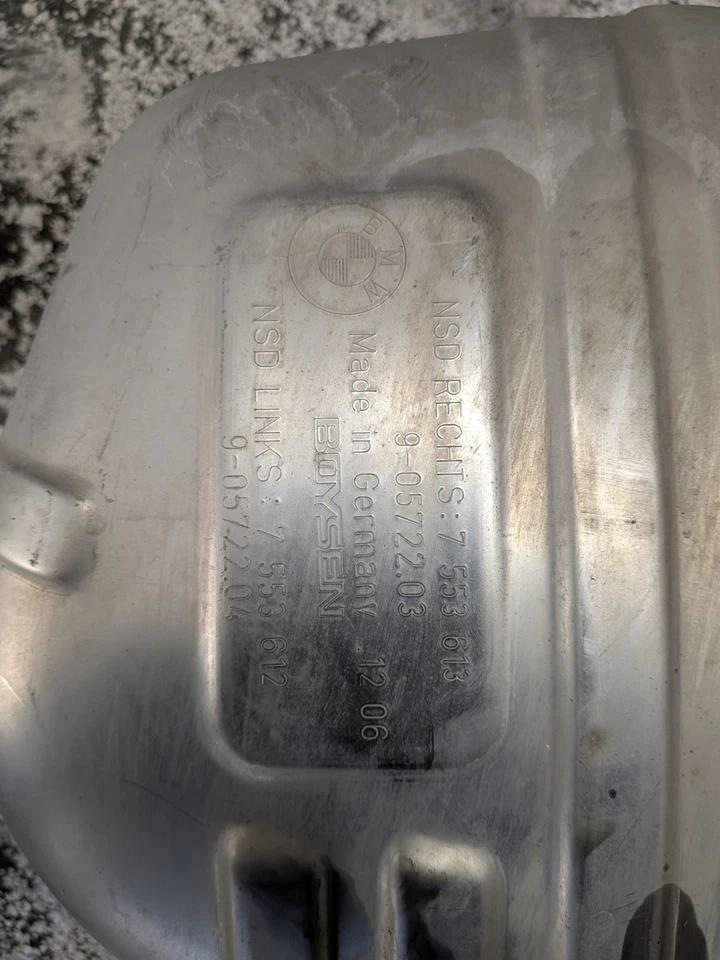 BMW
NSD RECHTS: 7 553 613
9-05722.03
Made in Germany 12 06
BOYSEN
NSD LINKS: 7 553 612
9-05722.04